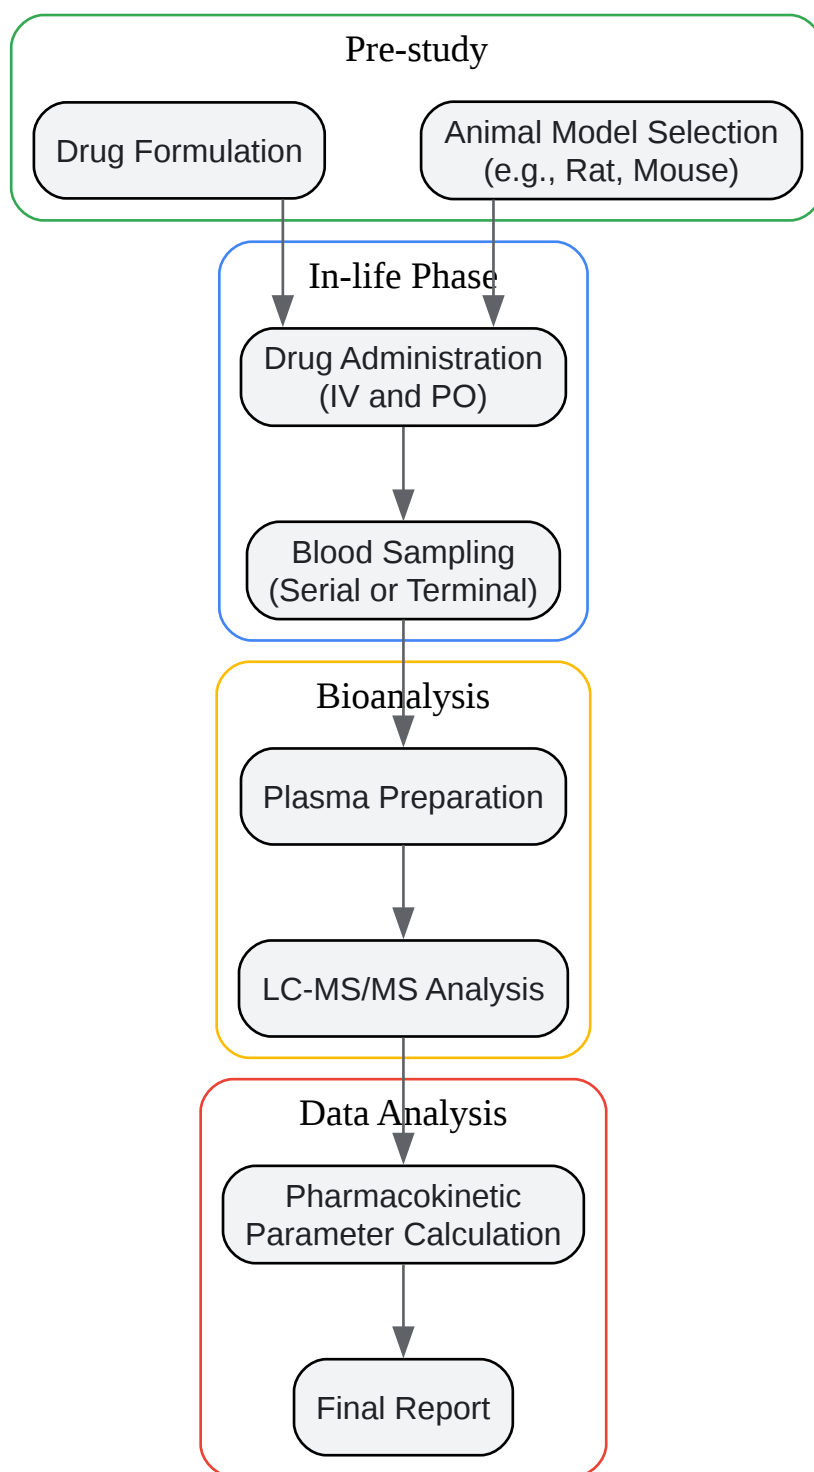 Pre-study
Drug Formulation
Animal Model Selection
(e.g., Rat, Mouse)
In-life Phase
Drug Administration
(IV and PO)
Blood Sampling
(Serial or Terminal)
Bioanalysis
Plasma Preparation
LC-MS/MS Analysis
Data Analysis
Pharmacokinetic
Parameter Calculation
Final Report